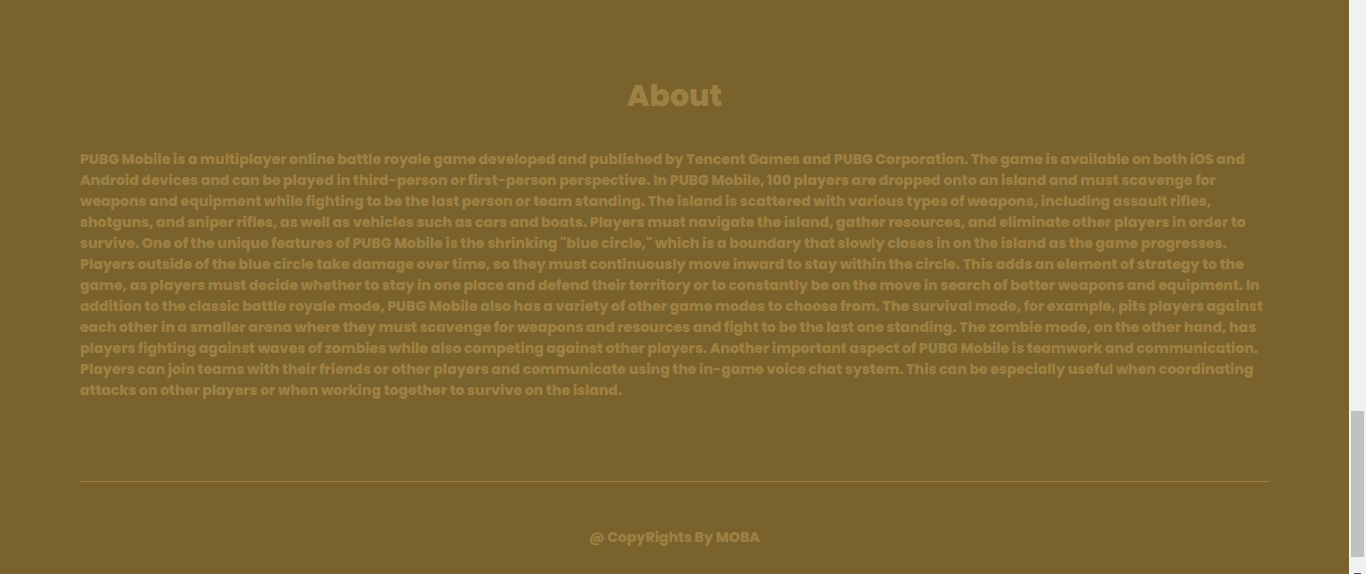 About
PUBG Mobile is a multiplayer online battle royale game developed and published by Tencent Games and PUBG Corporation. The game is available on both iOS and
Android devices and can be played in third-person or first-person perspective. In PUBG Mobile, 100 players are dropped onto an island and must scavenge for
weapons and equipment while fighting to be the last person or team standing. The island is scattered with various types of weapons, including assault rifles,
shotguns, and sniper rifles, as well as vehicles such as cars and boats. Players must navigate the island, gather resources, and eliminate other players in order to
survive. One of the unique features of PUBG Mobile is the shrinking "blue circle," which is a boundary that slowly closes in on the island as the game progresses.
Players outside of the blue circle take damage over time, so they must continuously move inward to stay within the circle. This adds an element of strategy to the
game, as players must decide whether to stay in one place and defend their territory or to constantly be on the move in search of better weapons and equipment. In
addition to the classic battle royale mode, PUBG Mobile also has a variety of other game modes to choose from. The survival mode, for example, pits players against
each other in a smaller arena where they must scavenge for weapons and resources and fight to be the last one standing. The zombie mode, on the other hand, has
players fighting against waves of zombies while also competing against other players. Another important aspect of PUBG Mobile is teamwork and communication.
Players can join teams with their friends or other players and communicate using the in-game voice chat system. This can be especially useful when coordinating
attacks on other players or when working together to survive on the island.
@ CopyRights By MOBA